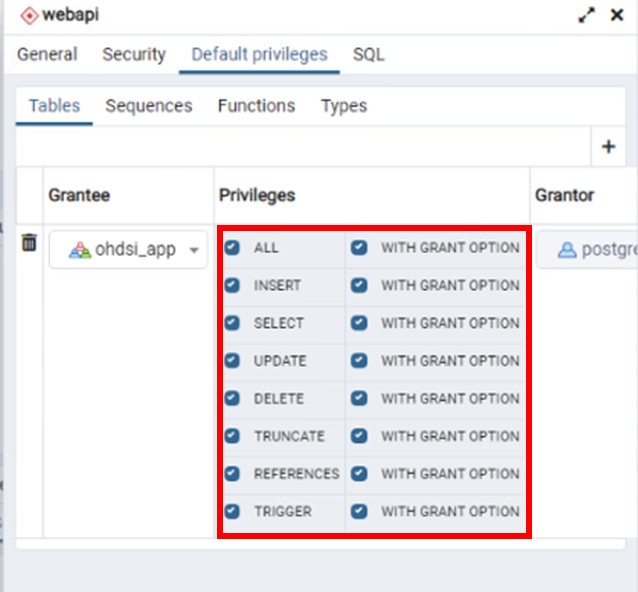 webapi
General Security Default privileges SQL
Tables Sequences Functions Types
+
Grantee Privileges Grantor
ohdsi_app ALL WITH GRANT OPTION postgre
INSERT WITH GRANT OPTION
SELECT WITH GRANT OPTION
UPDATE WITH GRANT OPTION
DELETE WITH GRANT OPTION
TRUNCATE WITH GRANT OPTION
REFERENCES WITH GRANT OPTION
TRIGGER WITH GRANT OPTION